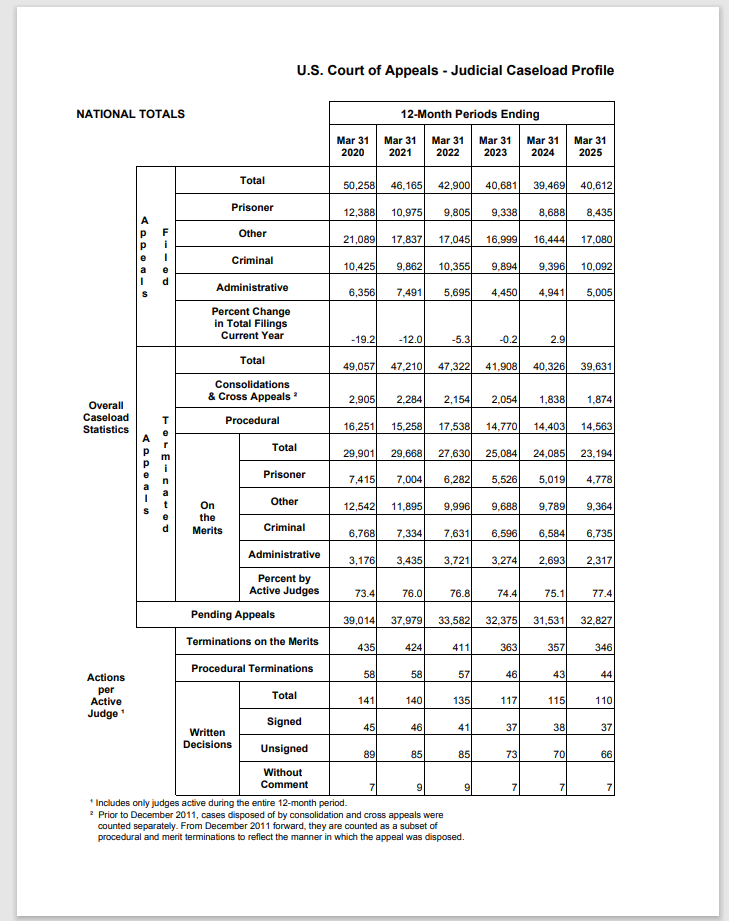 U.S. Court of Appeals - Judicial Caseload Profile
NATIONAL TOTALS
12-Month Periods Ending
Mar 31 2020 Mar 31 2021 Mar 31 2022 Mar 31 2023 Mar 31 2024 Mar 31 2025
Overall Caseload Statistics
Appeals Filed
Total 50,258 46,165 42,900 40,681 39,469 40,612
Prisoner 12,388 10,975 9,805 9,338 8,688 8,435
Other 21,089 17,837 17,045 16,999 16,444 17,080
Criminal 10,425 9,862 10,355 9,894 9,396 10,092
Administrative 6,356 7,491 5,695 4,450 4,941 5,005
Percent Change
in Total Filings
Current Year -19.2 -12.0 -5.3 -0.2 2.9
Appeals Terminated
Total 49,057 47,210 47,322 41,908 40,326 39,631
Consolidations
& Cross Appeals ² 2,905 2,284 2,154 2,054 1,838 1,874
Procedural 16,251 15,258 17,538 14,770 14,403 14,563
On the Merits
Total 29,901 29,668 27,630 25,084 24,085 23,194
Prisoner 7,415 7,004 6,282 5,526 5,019 4,778
Other 12,542 11,895 9,996 9,688 9,789 9,364
Criminal 6,768 7,334 7,631 6,596 6,584 6,735
Administrative 3,176 3,435 3,721 3,274 2,693 2,317
Percent by
Active Judges 73.4 76.0 76.8 74.4 75.1 77.4
Pending Appeals 39,014 37,979 33,582 32,375 31,531 32,827
Actions per Active Judge ¹
Terminations on the Merits 435 424 411 363 357 346
Procedural Terminations 58 58 57 46 43 44
Written Decisions
Total 141 140 135 117 115 110
Signed 45 46 41 37 38 37
Unsigned 89 85 85 73 70 66
Without
Comment 7 9 9 7 7 7
¹ Includes only judges active during the entire 12-month period.
² Prior to December 2011, cases disposed of by consolidation and cross appeals were
counted separately. From December 2011 forward, they are counted as a subset of
procedural and merit terminations to reflect the manner in which the appeal was disposed.